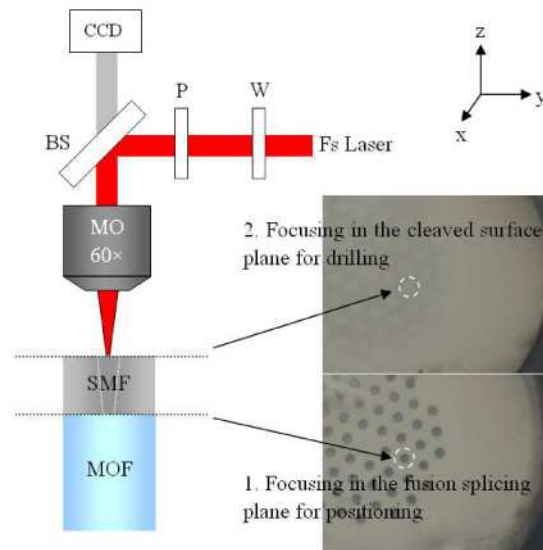 CCD
z
P
W
y
BS
Fs Laser
x
MO
60×
2. Focusing in the cleaved surface
plane for drilling
SMF
MOF
1. Focusing in the fusion splicing
plane for positioning